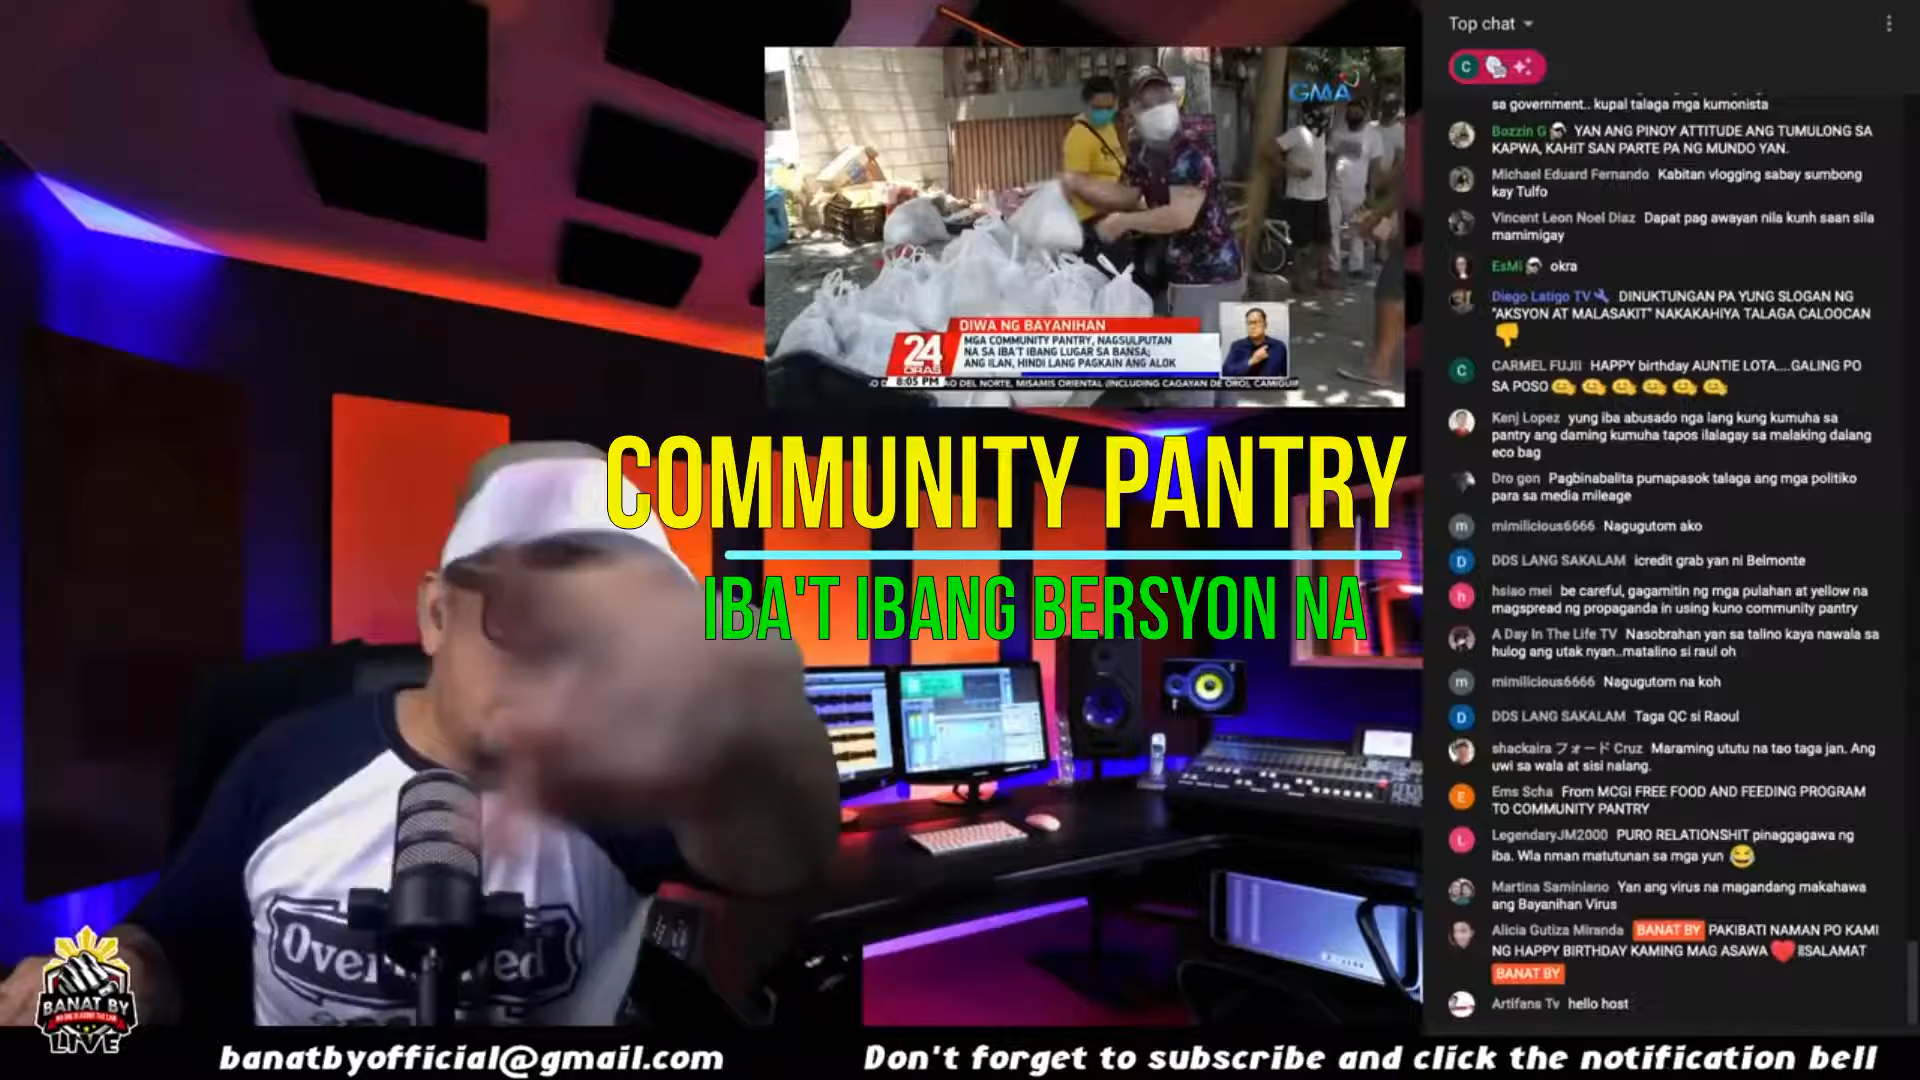 GMA
DIWA NG BAYANIHAN
24
ORAS
MGA COMMUNITY PANTRY, NAGSULPUTAN
NA SA IBA'T IBANG LUGAR SA BANSA;
ANG ILAN, HINDI LANG PAGKAIN ANG ALOK
8:05 PM
DEL NORTE, MISAMIS ORIENTAL (INCLUDING CAGAYAN DE ORO),
COMMUNITY PANTRY
IBA'T IBANG BERSYON NA
BANAT BY
LIVE
banatbyofficial@gmail.com
Don't forget to subscribe and click the notification bell
Top chat
C
sa government.. kupal talaga mga kumonista
Bozzin G YAN ANG PINOY ATTITUDE ANG TUMULONG SA
KAPWA, KAHIT SAN PARTE PA NG MUNDO YAN.
Michael Eduard Fernando Kabitan vlogging sabay sumbong
kay Tulfo
Vincent Leon Noel Diaz Dapat pag awayan nila kunh saan sila
mamimigay
EsMi okra
Diego Latigo TV DINUKTUNGAN PA YUNG SLOGAN NG
"AKSYON AT MALASAKIT" NAKAKAHIYA TALAGA CALOOCAN
C CARMEL FUJII HAPPY birthday AUNTIE LOTA....GALING PO
SA POSO
Kenj Lopez yung iba abusado nga lang kung kumuha sa
pantry ang daming kumuha tapos ilalagay sa malaking dalang
eco bag
Dro gon Pagbinabalita pumapasok talaga ang mga politiko
para sa media mileage
m mimilicious6666 Nagugutom ako
D DDS LANG SAKALAM icredit grab yan ni Belmonte
h hsiao mei be careful, gagamitin ng mga pulahan at yellow na
magspread ng propaganda in using kuno community pantry
A Day In The Life TV Nasobrahan yan sa talino kaya nawala sa
hulog ang utak nyan..matalino si raul oh
m mimilicious6666 Nagugutom na koh
D DDS LANG SAKALAM Taga QC si Raoul
shackaira フォード Cruz Maraming ututu na tao taga jan. Ang
uwi sa wala at sisi nalang.
E Ems Scha From MCGI FREE FOOD AND FEEDING PROGRAM
TO COMMUNITY PANTRY
L LegendaryJM2000 PURO RELATIONSHIT pinaggagawa ng
iba. Wla nman matutunan sa mga yun
Martina Saminiano Yan ang virus na magandang makahawa
ang Bayanihan Virus
Alicia Gutiza Miranda BANAT BY PAKIBATI NAMAN PO KAMI
NG HAPPY BIRTHDAY KAMING MAG ASAWA SALAMAT
BANAT BY
Artifans Tv hello host